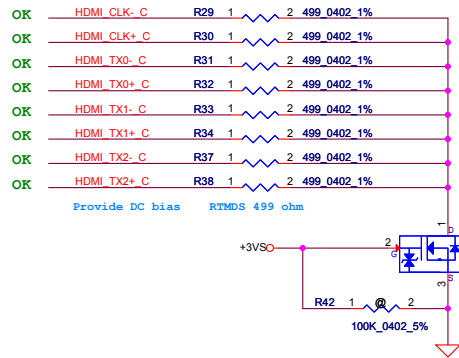 OK HDMI_CLK-_C R29 1 2 499_0402_1%
OK HDMI_CLK+_C R30 1 2 499_0402_1%
OK HDMI_TX0-_C R31 1 2 499_0402_1%
OK HDMI_TX0+_C R32 1 2 499_0402_1%
OK HDMI_TX1-_C R33 1 2 499_0402_1%
OK HDMI_TX1+_C R34 1 2 499_0402_1%
OK HDMI_TX2-_C R37 1 2 499_0402_1%
OK HDMI_TX2+_C R38 1 2 499_0402_1%
Provide DC bias RTMDS 499 ohm
1
D
+3VS 2
G
S
3
R42 1 @ 2
100K_0402_5%